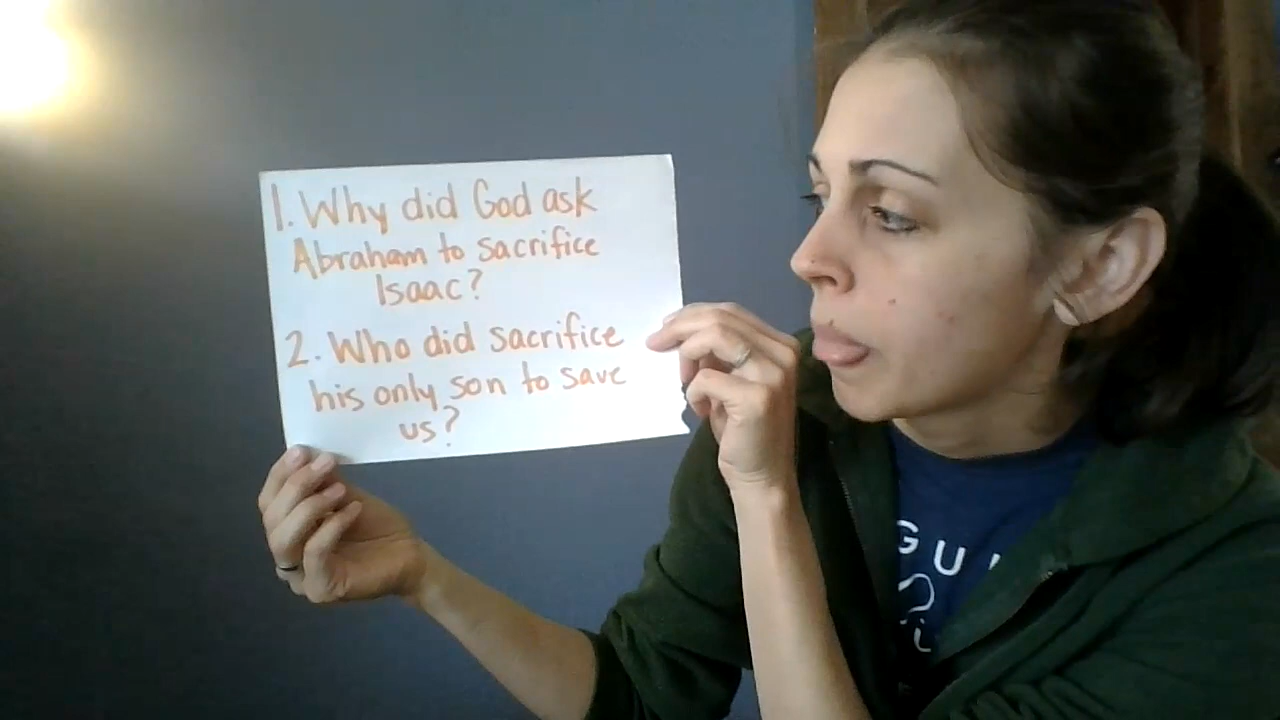 1. Why did God ask
Abraham to sacrifice
Isaac?
2. Who did sacrifice
his only son to save
us?
GU